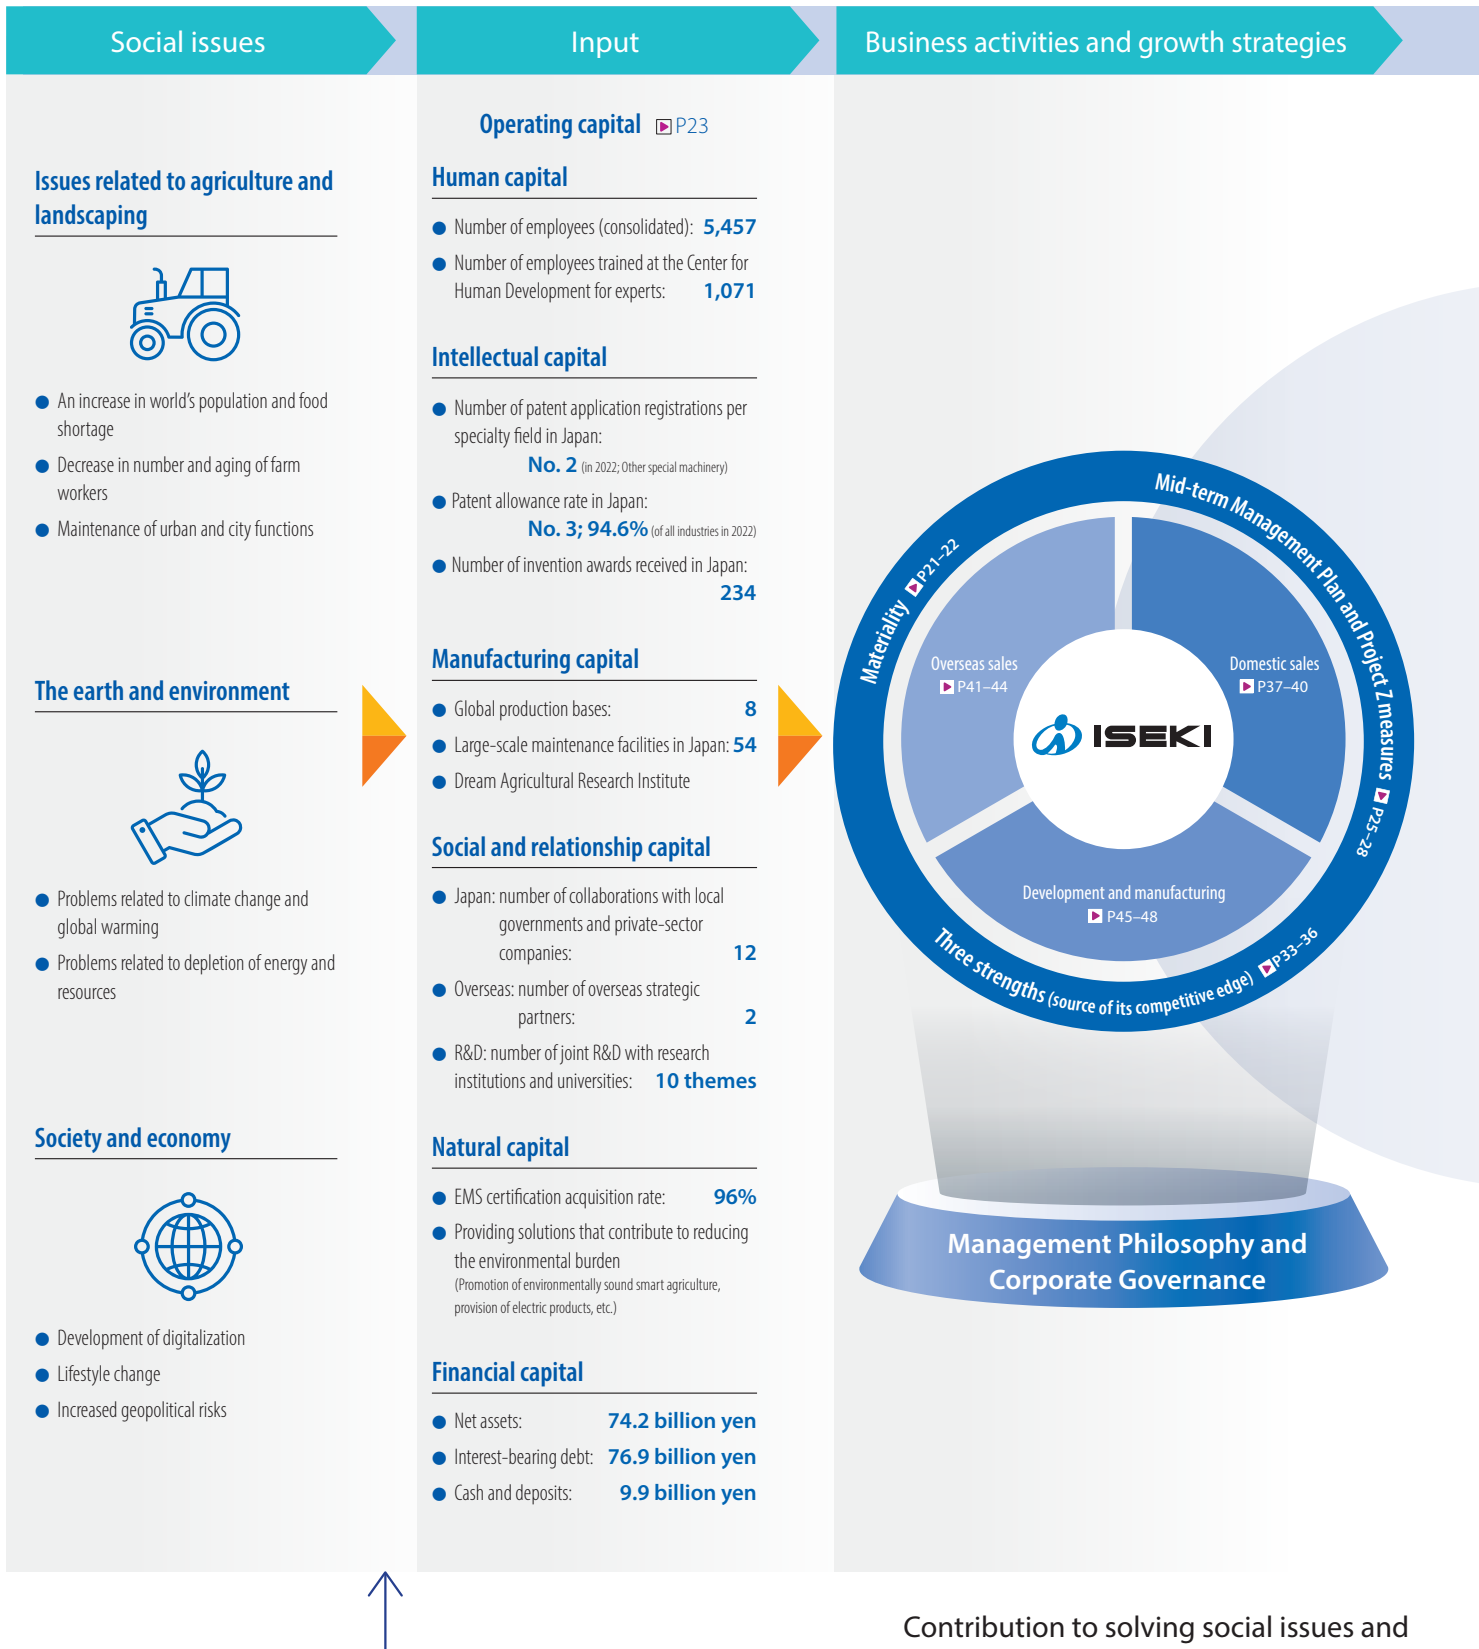 Social issues
Input
Business activities and growth strategies
Issues related to agriculture and
landscaping
● An increase in world's population and food
shortage
● Decrease in number and aging of farm
workers
● Maintenance of urban and city functions
The earth and environment
● Problems related to climate change and
global warming
● Problems related to depletion of energy and
resources
Society and economy
● Development of digitalization
● Lifestyle change
● Increased geopolitical risks
Operating capital P23
Human capital
● Number of employees (consolidated): 5,457
● Number of employees trained at the Center for
Human Development for experts: 1,071
Intellectual capital
● Number of patent application registrations per
specialty field in Japan:
No. 2 (in 2022; Other special machinery)
● Patent allowance rate in Japan:
No. 3; 94.6% (of all industries in 2022)
● Number of invention awards received in Japan:
234
Manufacturing capital
● Global production bases: 8
● Large-scale maintenance facilities in Japan: 54
● Dream Agricultural Research Institute
Social and relationship capital
● Japan: number of collaborations with local
governments and private-sector
companies: 12
● Overseas: number of overseas strategic
partners: 2
● R&D: number of joint R&D with research
institutions and universities: 10 themes
Natural capital
● EMS certification acquisition rate: 96%
● Providing solutions that contribute to reducing
the environmental burden
(Promotion of environmentally sound smart agriculture,
provision of electric products, etc.)
Financial capital
● Net assets: 74.2 billion yen
● Interest-bearing debt: 76.9 billion yen
● Cash and deposits: 9.9 billion yen
Materiality P21–22
Mid-term Management Plan and Project Z measures P25–28
Overseas sales
P41–44
Domestic sales
P37–40
ISEKI
Development and manufacturing
P45–48
Three strengths (source of its competitive edge) P33–36
Management Philosophy and
Corporate Governance
Contribution to solving social issues and